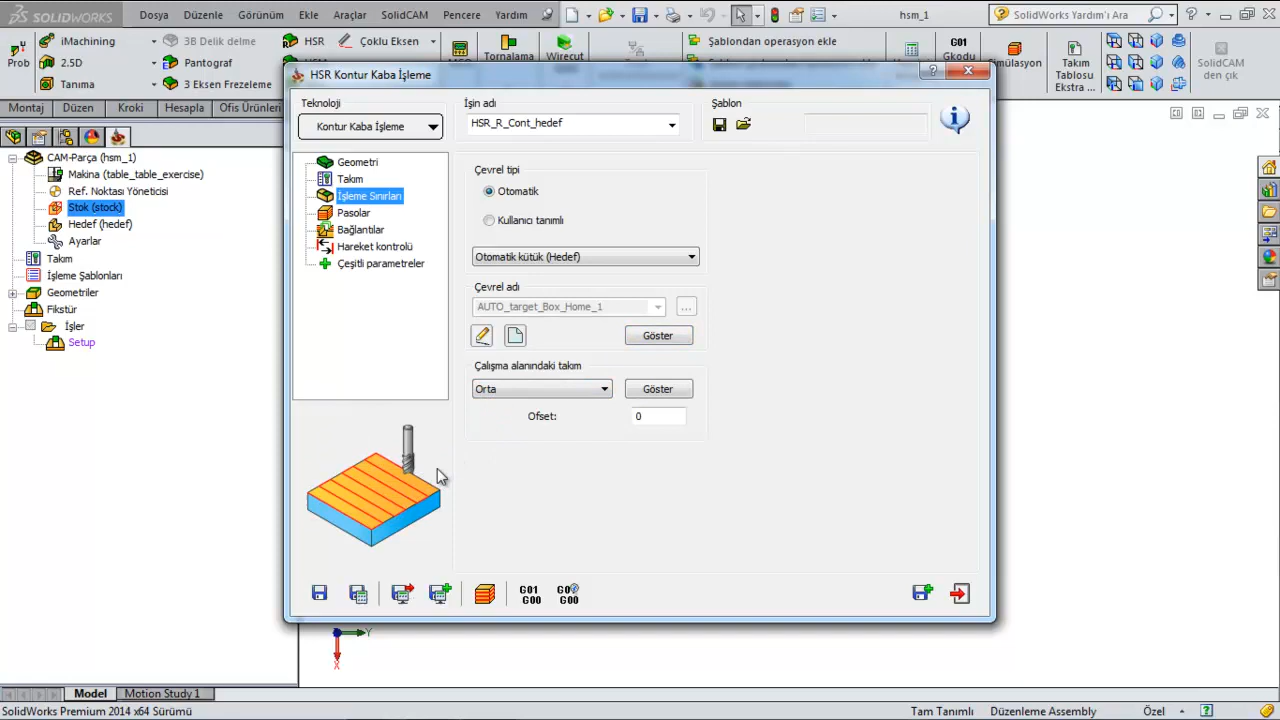 SOLIDWORKS
Dosya Düzenle Görünüm Ekle Araçlar SolidCAM Pencere Yardım
hsm_1
SolidWorks Yardım'ı Ara
Prob
iMachining
2.5D
Tanıma
3B Delik delme
Pantograf
3 Eksen Frezeleme
HSR
Çoklu Eksen
Tornalama
Wirecut
Şablondan operasyon ekle
G01
Gkodu
Simülasyon
Takım
Tablosu
Ekstra ...
SolidCAM
den çık
Montaj Düzen Kroki Hesapla Ofis Ürünleri
CAM-Parça (hsm_1)
Makina (table_table_exercise)
Ref. Noktası Yöneticisi
Stok (stock)
Hedef (hedef)
Ayarlar
Takım
İşleme Şablonları
Geometriler
Fikstür
İşler
Setup
HSR Kontur Kaba İşleme
Teknoloji
Kontur Kaba İşleme
İşin adı
HSR_R_Cont_hedef
Şablon
Geometri
Takım
İşleme Sınırları
Pasolar
Bağlantılar
Hareket kontrolü
Çeşitli parametreler
Çevrel tipi
Otomatik
Kullanıcı tanımlı
Otomatik kütük (Hedef)
Çevrel adı
AUTO_target_Box_Home_1
...
Göster
Çalışma alanındaki takım
Orta
Göster
Ofset:
0
G01
G00
G0
G00
Y
X
Model Motion Study 1
SolidWorks Premium 2014 x64 Sürümü
Tam Tanımlı
Düzenleme Assembly
Özel